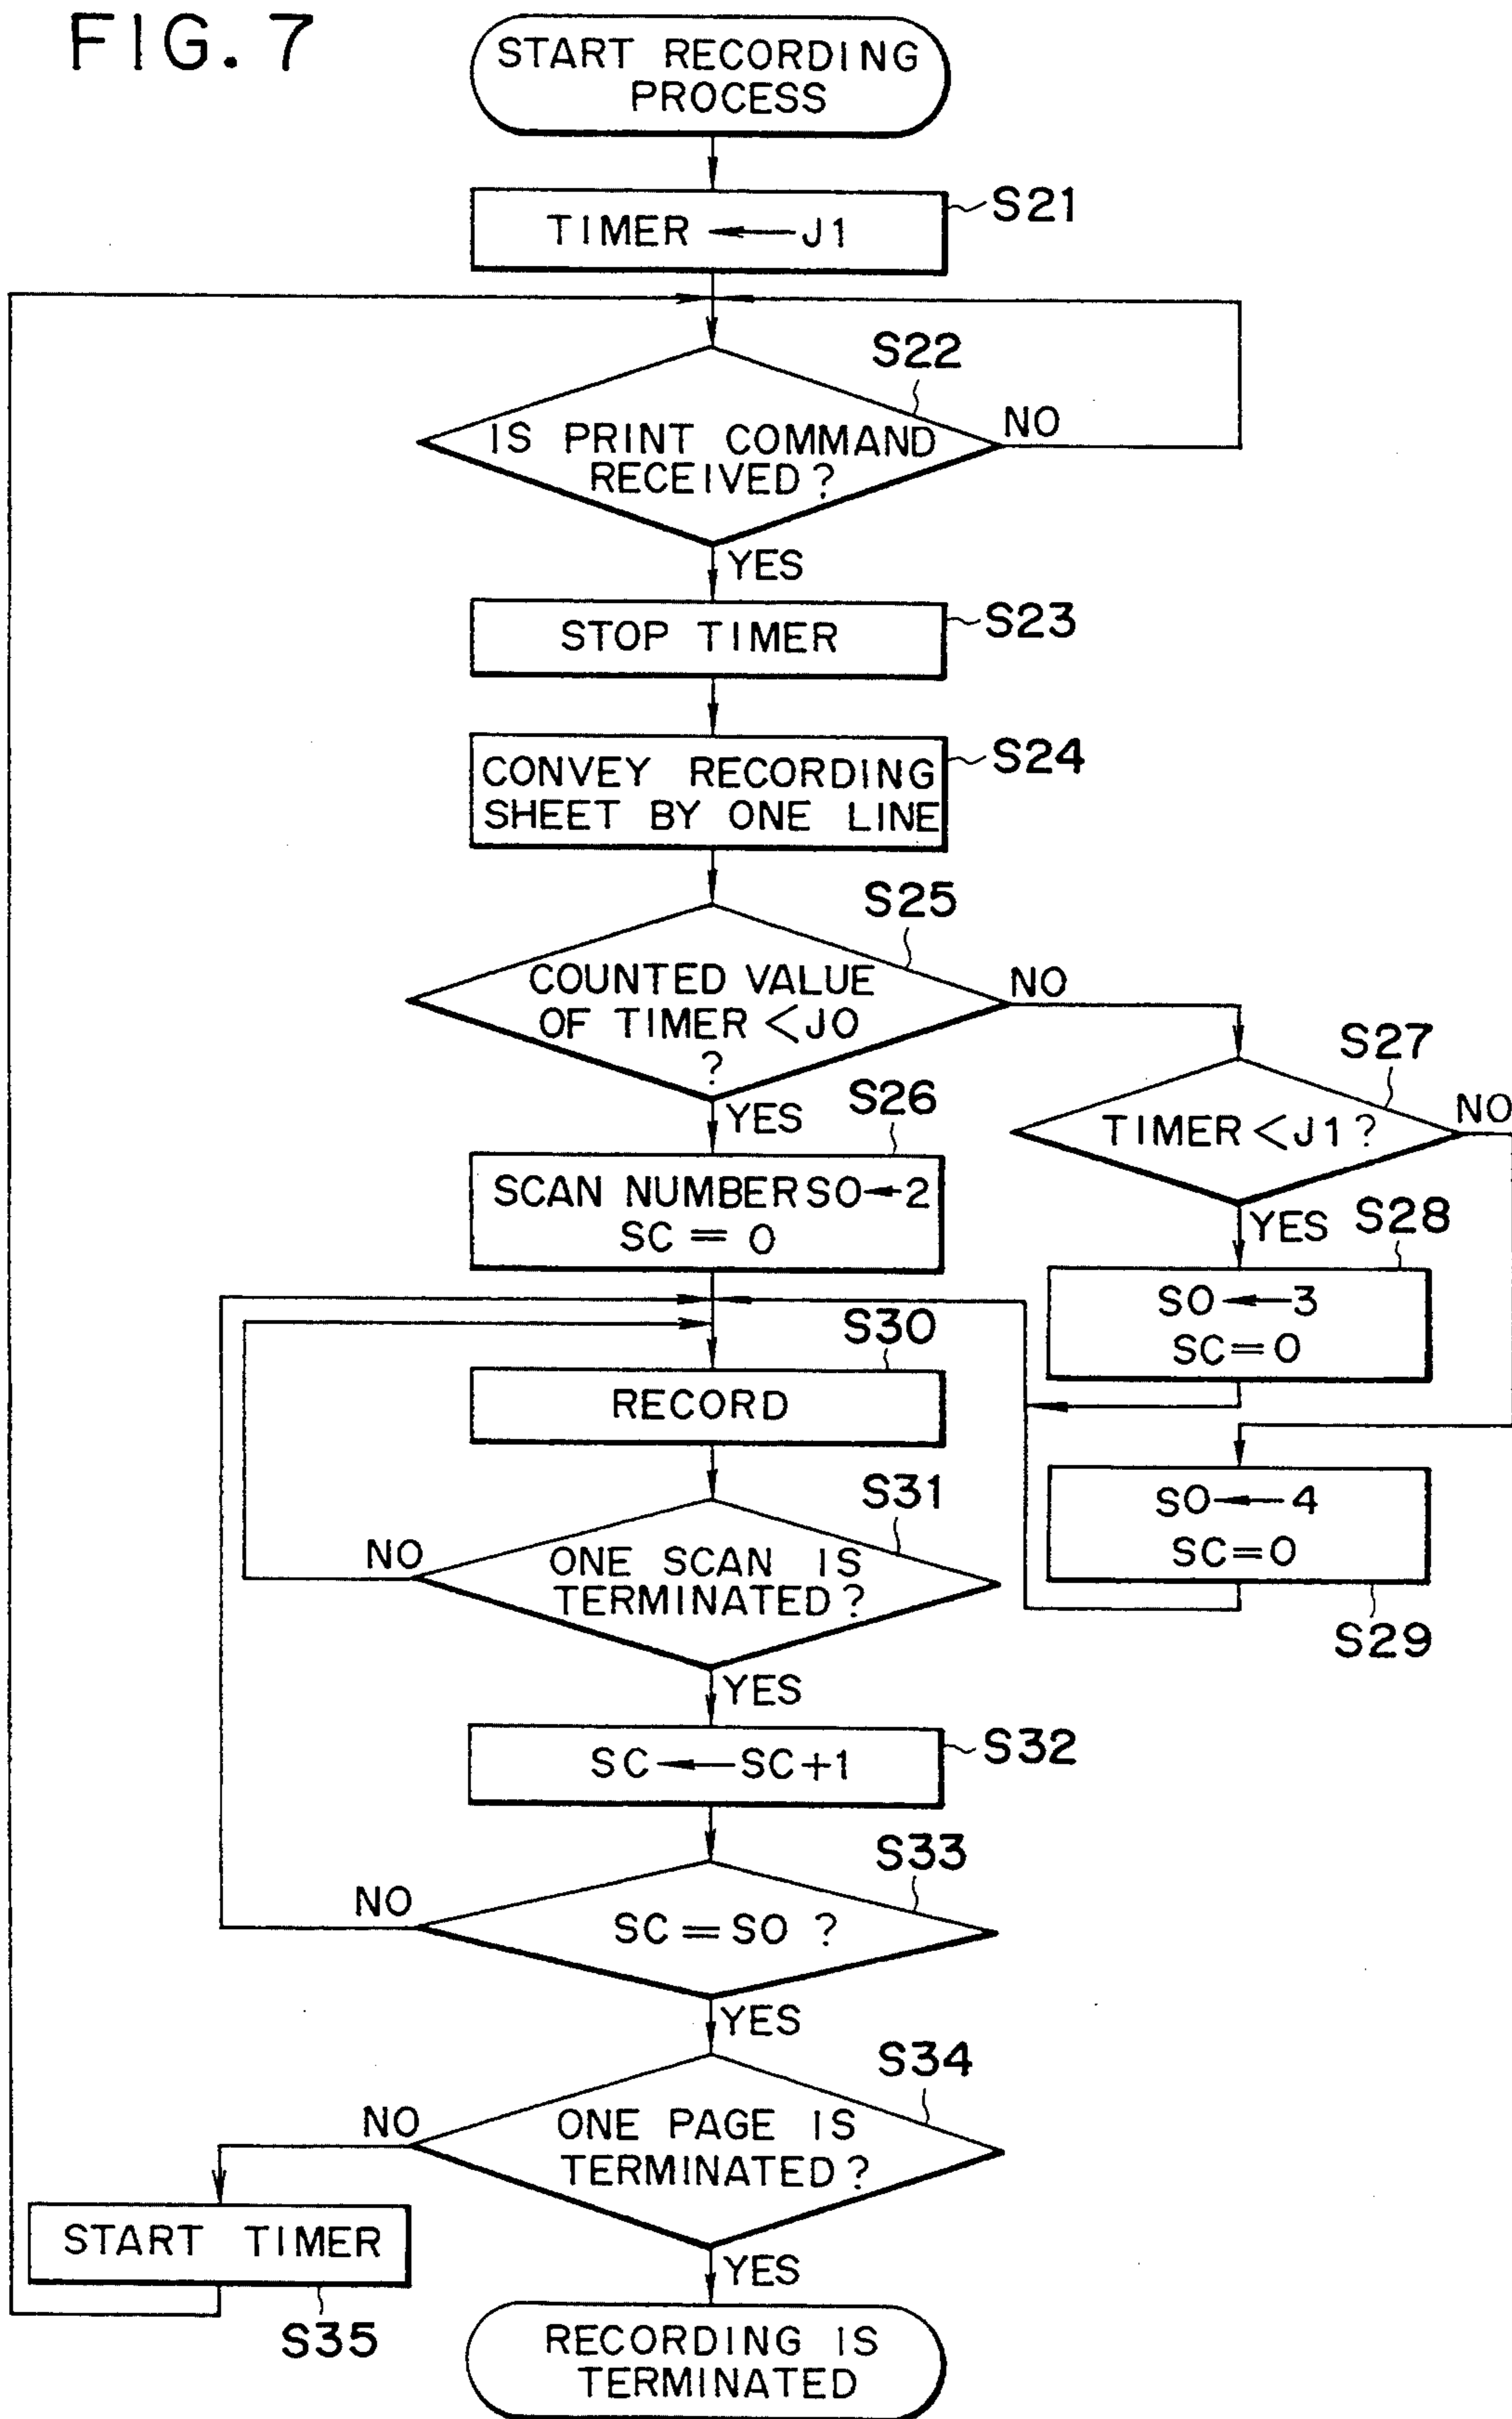 FIG. 7
START RECORDING
PROCESS
TIMER ← J1
S21
S22
IS PRINT COMMAND
RECEIVED?
NO
YES
STOP TIMER
S23
CONVEY RECORDING
SHEET BY ONE LINE
S24
S25
COUNTED VALUE
OF TIMER < J0
?
NO
YES
S26
SCAN NUMBER S0 ← 2
SC = 0
S27
TIMER < J1 ?
NO
YES
S28
S0 ← 3
SC = 0
S0 ← 4
SC = 0
S29
S30
RECORD
S31
ONE SCAN IS
TERMINATED?
NO
YES
SC ← SC + 1
S32
S33
SC = S0 ?
NO
YES
S34
ONE PAGE IS
TERMINATED?
NO
YES
START TIMER
S35
RECORDING IS
TERMINATED